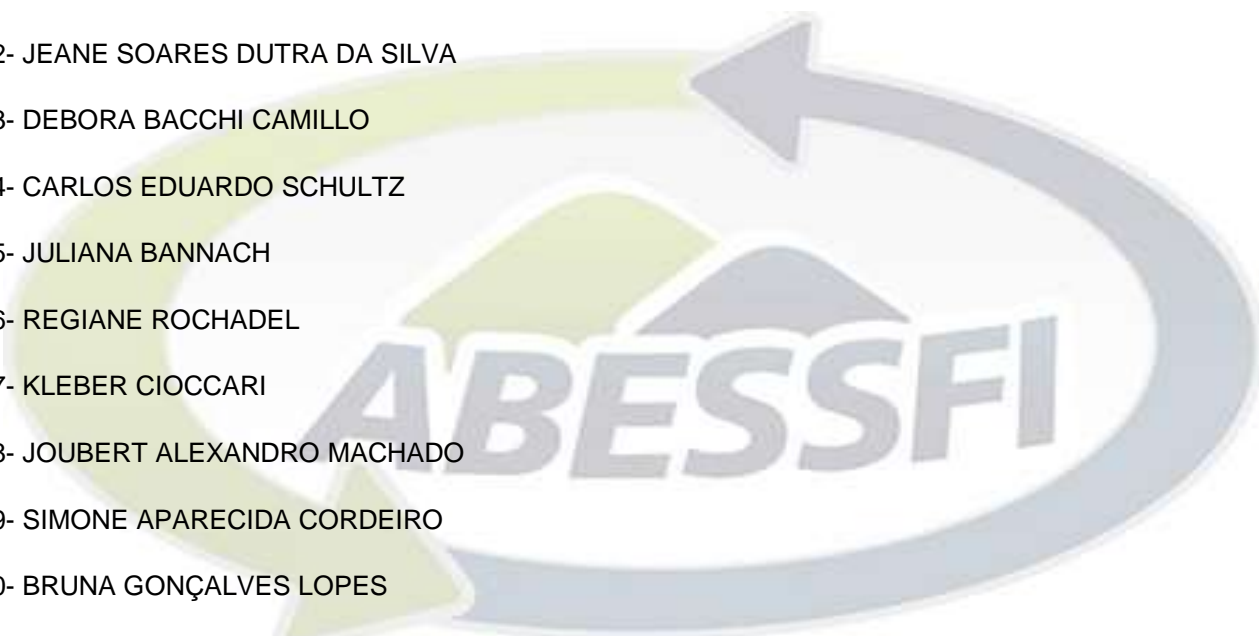 2- JEANE SOARES DUTRA DA SILVA
3- DEBORA BACCHI CAMILLO
4- CARLOS EDUARDO SCHULTZ
5- JULIANA BANNACH
6- REGIANE ROCHADEL
7- KLEBER CIOCCARI
8- JOUBERT ALEXANDRO MACHADO
9- SIMONE APARECIDA CORDEIRO
0- BRUNA GONÇALVES LOPES
ABESSFI